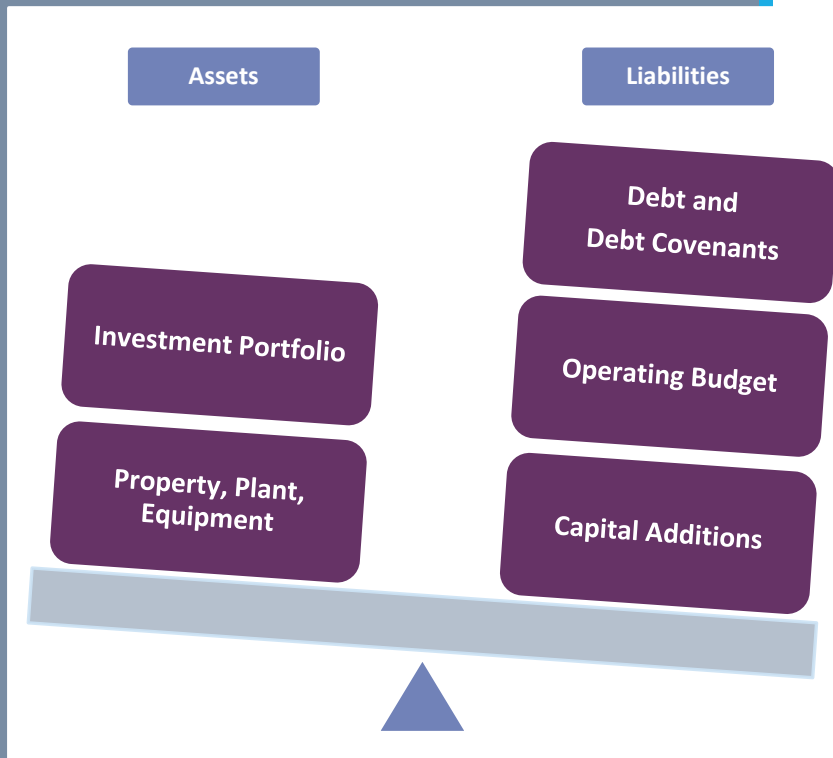 Assets
Liabilities
Debt and
Debt Covenants
Investment Portfolio
Operating Budget
Property, Plant,
Equipment
Capital Additions